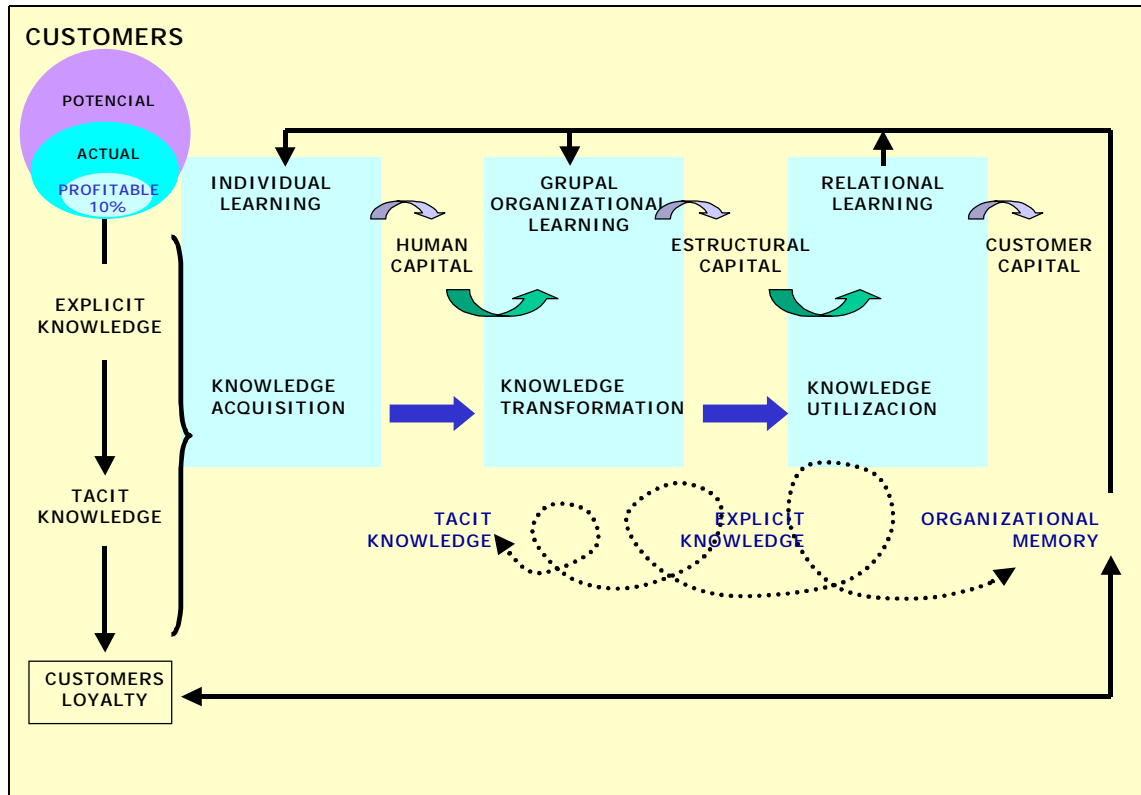 CUSTOMERS
POTENCIAL
ACTUAL
PROFITABLE
10%
EXPLICIT
KNOWLEDGE
TACIT
KNOWLEDGE
CUSTOMERS
LOYALTY
INDIVIDUAL
LEARNING
HUMAN
CAPITAL
GRUPAL
ORGANIZATIONAL
LEARNING
ESTRUCTURAL
CAPITAL
RELATIONAL
LEARNING
CUSTOMER
CAPITAL
KNOWLEDGE
ACQUISITION
KNOWLEDGE
TRANSFORMATION
KNOWLEDGE
UTILIZACION
TACIT
KNOWLEDGE
EXPLICIT
KNOWLEDGE
ORGANIZATIONAL
MEMORY